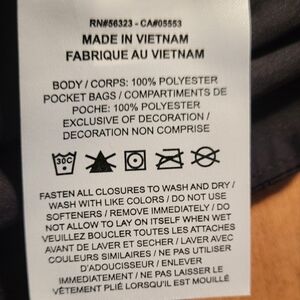 RN#56323 - CA#05553
MADE IN VIETNAM
FABRIQUE AU VIETNAM
BODY / CORPS: 100% POLYESTER
POCKET BAGS / COMPARTIMENTS DE
POCHE: 100% POLYESTER
EXCLUSIVE OF DECORATION /
DECORATION NON COMPRISE
30C
FASTEN ALL CLOSURES TO WASH AND DRY /
WASH WITH LIKE COLORS / DO NOT USE
SOFTENERS / REMOVE IMMEDIATELY / DO
NOT ALLOW TO LAY ON ITSELF WHEN WET
VEUILLEZ BOUCLER TOUTES LES ATTACHES
AVANT DE LAVER ET SECHER / LAVER AVEC
COULEURS SIMILAIRES / NE PAS UTILISER
D'ADOUCISSEUR / ENLEVER
IMMEDIATEMENT / NE PAS LAISSER LE
VÊTEMENT PLIÉ LORSQU'IL EST MOUILLÉ